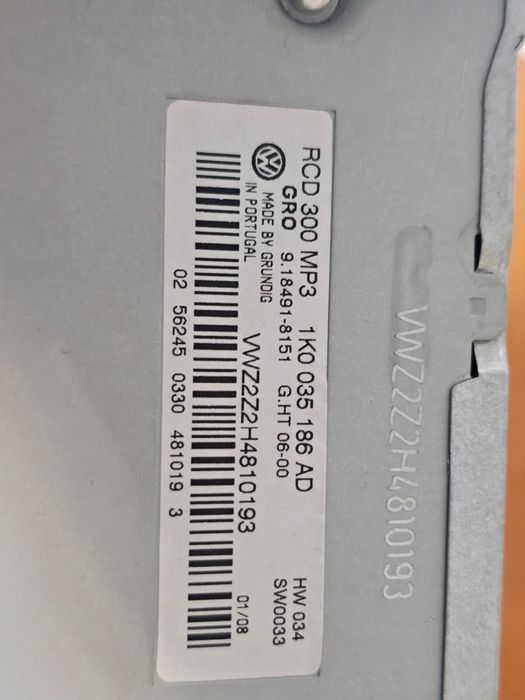 VWZ2Z2H4810193
RCD 300 MP3 1K0 035 186 AD
GRO 9.18491-8151 G.HT 06-00
HW 034
SW0033
MADE BY GRUNDIG
IN PORTUGAL
VWZ2Z2H4810193
01/08
02 56245 0330 481019 3